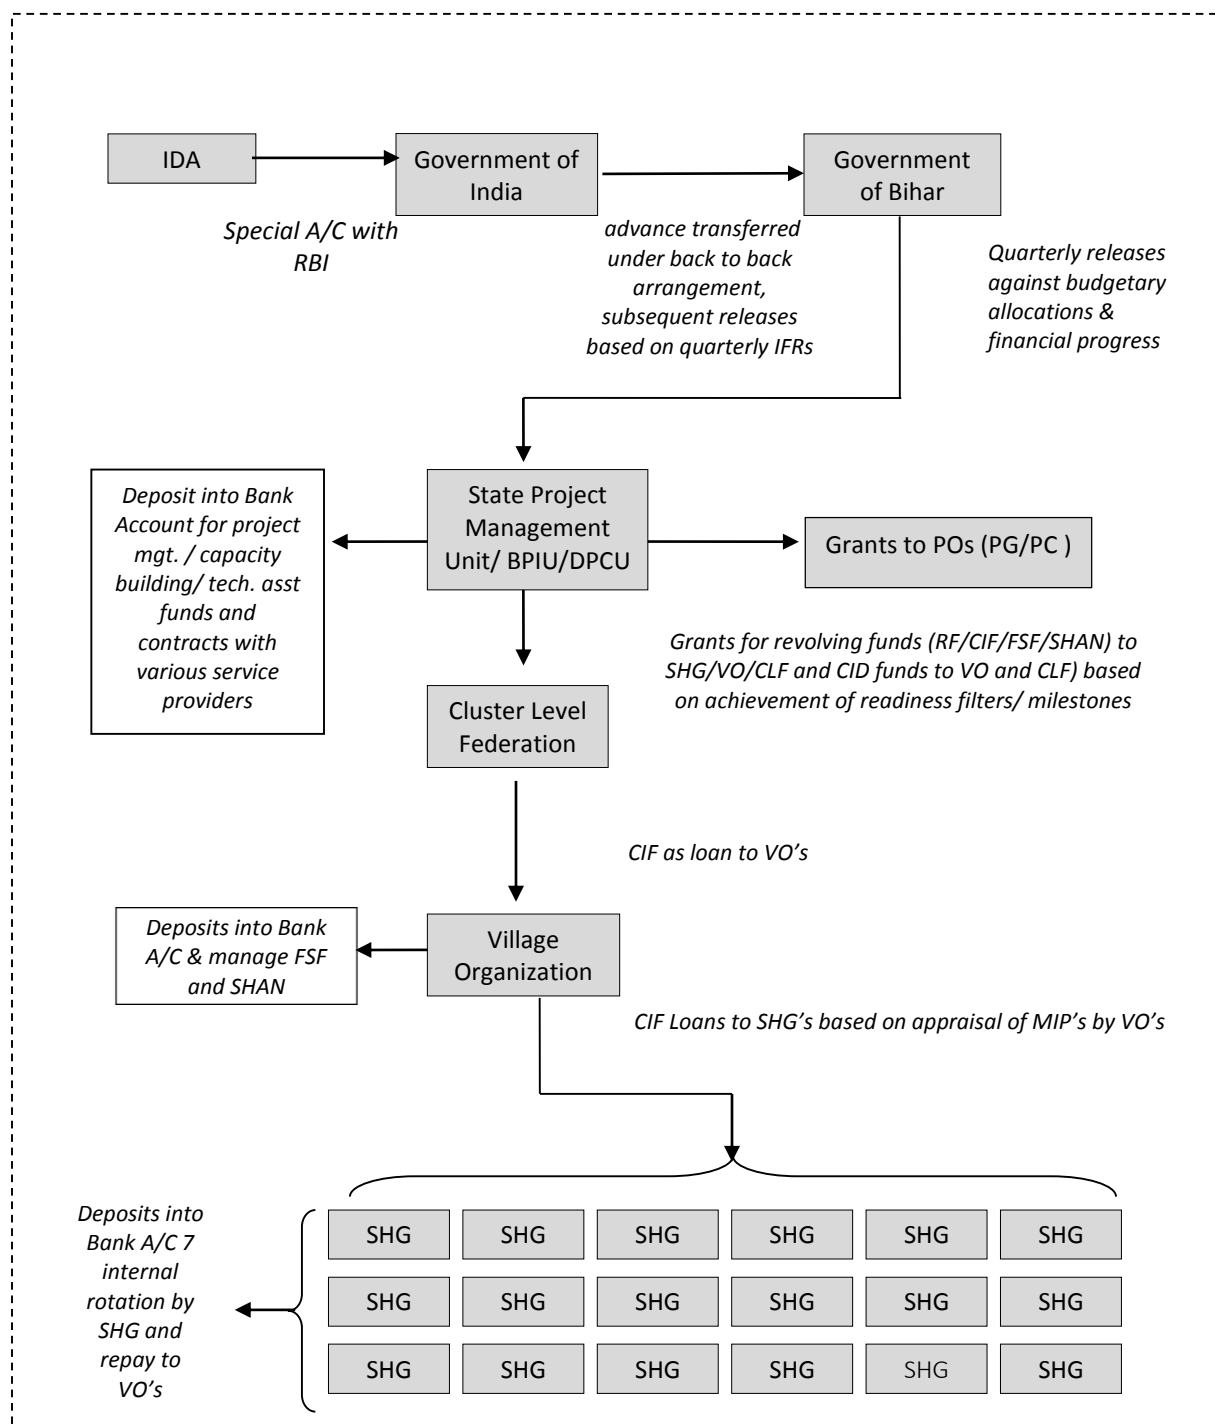 IDA
Government of
India
Government
of Bihar
Special A/C with
RBI
advance transferred
under back to back
arrangement,
subsequent releases
based on quarterly IFRs
Quarterly releases
against budgetary
allocations &
financial progress
Deposit into Bank
Account for project
mgt. / capacity
building/ tech. asst
funds and
contracts with
various service
providers
State Project
Management
Unit/ BPIU/DPCU
Grants to POs (PG/PC )
Grants for revolving funds (RF/CIF/FSF/SHAN) to
SHG/VO/CLF and CID funds to VO and CLF) based
on achievement of readiness filters/ milestones
Cluster Level
Federation
CIF as loan to VO’s
Deposits into Bank
A/C & manage FSF
and SHAN
Village
Organization
CIF Loans to SHG’s based on appraisal of MIP’s by VO’s
Deposits into
Bank A/C 7
internal
rotation by
SHG and
repay to
VO’s
SHG SHG SHG SHG SHG SHG
SHG SHG SHG SHG SHG SHG
SHG SHG SHG SHG SHG SHG